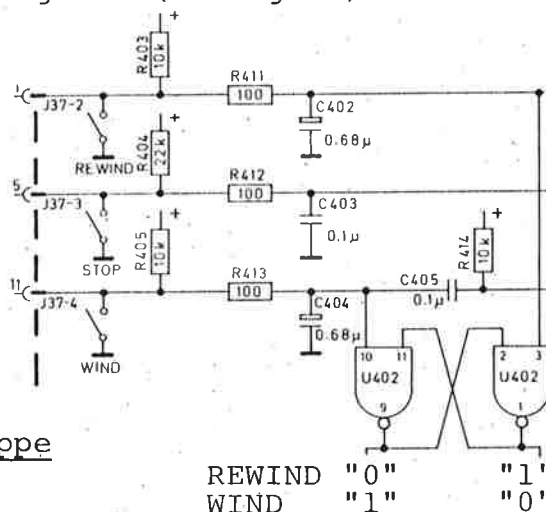 R403
10k
+
1
J37-2
R411
100
C402
0.68µ
REWIND
R404
22k
+
5
J37-3
R412
100
C403
0.1µ
STOP
R405
10k
+
R414
10k
+
11
J37-4
R413
100
C404
0.68µ
C405
0.1µ
WIND
10 11
U402
9
2 3
U402
1
ppe
REWIND "0" "1"
WIND "1" "0"